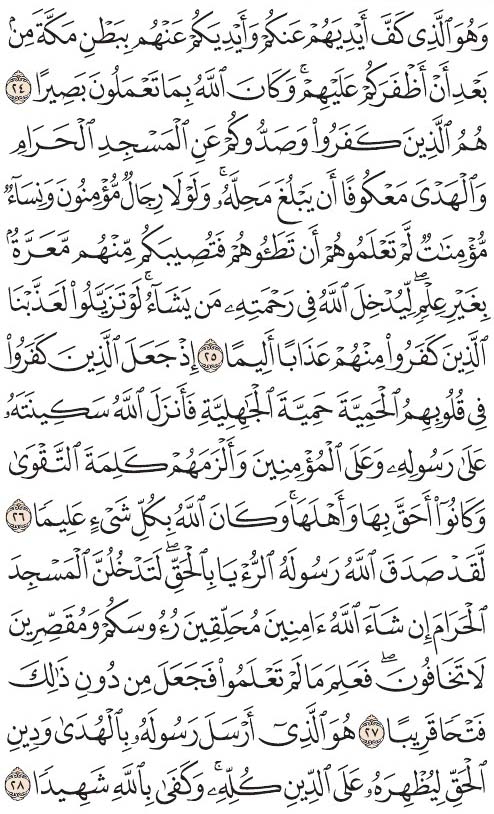 وَهُوَ ٱلَّذِى كَفَّ أَيْدِيَهُمْ عَنكُمْ وَأَيْدِيَكُمْ عَنْهُم بِبَطْنِ مَكَّةَ مِنۢ
بَعْدِ أَنْ أَظْفَرَكُمْ عَلَيْهِمْ ۚ وَكَانَ ٱللَّهُ بِمَا تَعْمَلُونَ بَصِيرًا ٢٤
هُمُ ٱلَّذِينَ كَفَرُوا۟ وَصَدُّوكُمْ عَنِ ٱلْمَسْجِدِ ٱلْحَرَامِ
وَٱلْهَدْىَ مَعْكُوفًا أَن يَبْلُغَ مَحِلَّهُۥ ۚ وَلَوْلَا رِجَالٌ مُّؤْمِنُونَ وَنِسَآءٌ
مُّؤْمِنَـٰتٌ لَّمْ تَعْلَمُوهُمْ أَن تَطَـُٔوهُمْ فَتُصِيبَكُم مِّنْهُم مَّعَرَّةٌۢ
بِغَيْرِ عِلْمٍ ۖ لِّيُدْخِلَ ٱللَّهُ فِى رَحْمَتِهِۦ مَن يَشَآءُ ۚ لَوْ تَزَيَّلُوا۟ لَعَذَّبْنَا
ٱلَّذِينَ كَفَرُوا۟ مِنْهُمْ عَذَابًا أَلِيمًا ٢٥ إِذْ جَعَلَ ٱلَّذِينَ كَفَرُوا۟
فِى قُلُوبِهِمُ ٱلْحَمِيَّةَ حَمِيَّةَ ٱلْجَـٰهِلِيَّةِ فَأَنزَلَ ٱللَّهُ سَكِينَتَهُۥ
عَلَىٰ رَسُولِهِۦ وَعَلَى ٱلْمُؤْمِنِينَ وَأَلْزَمَهُمْ كَلِمَةَ ٱلتَّقْوَىٰ
وَكَانُوٓا۟ أَحَقَّ بِهَا وَأَهْلَهَا ۚ وَكَانَ ٱللَّهُ بِكُلِّ شَىْءٍ عَلِيمًا ٢٦
لَّقَدْ صَدَقَ ٱللَّهُ رَسُولَهُ ٱلرُّءْيَا بِٱلْحَقِّ ۖ لَتَدْخُلُنَّ ٱلْمَسْجِدَ
ٱلْحَرَامَ إِن شَآءَ ٱللَّهُ ءَامِنِينَ مُحَلِّقِينَ رُءُوسَكُمْ وَمُقَصِّرِينَ
لَا تَخَافُونَ ۖ فَعَلِمَ مَا لَمْ تَعْلَمُوا۟ فَجَعَلَ مِن دُونِ ذَٰلِكَ
فَتْحًا قَرِيبًا ٢٧ هُوَ ٱلَّذِىٓ أَرْسَلَ رَسُولَهُۥ بِٱلْهُدَىٰ وَدِينِ
ٱلْحَقِّ لِيُظْهِرَهُۥ عَلَى ٱلدِّينِ كُلِّهِۦ ۚ وَكَفَىٰ بِٱللَّهِ شَهِيدًا ٢٨